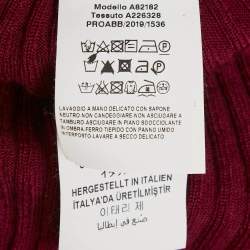 Modello A82182
Tessuto A226328
PROABB/2019/1536
LAVAGGIO A MANO DELICATO CON SAPONE
NEUTRO NON CANDEGGIARE NON ASCIUGARE A
TAMBURO ASCIUGARE IN PIANO SGOCCIOLANTE
IN OMBRA-FERRO TIEPIDO CON PANNO UMIDO
INTERPOSTO-LAVABILE A SECCO DELICATO
HERGESTELLT IN ITALIEN
İTALYA'DA ÜRETİLMİŞTİR
이태리제
صنع في إيطاليا